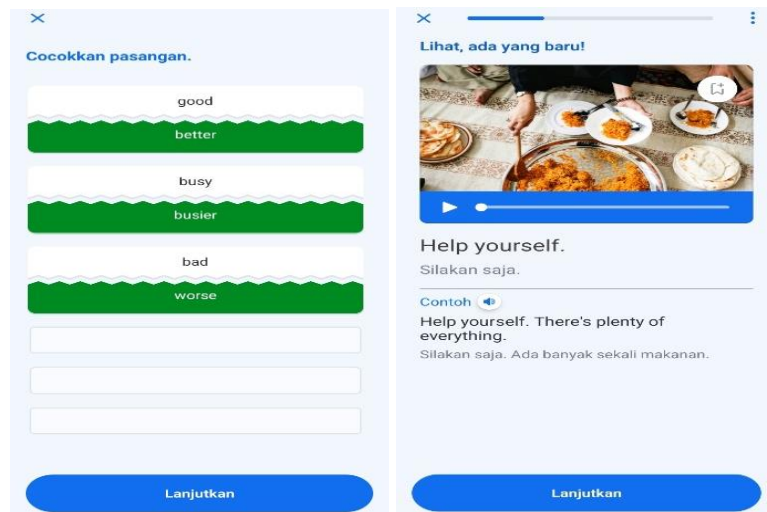 Cocokkan pasangan.
good
better
busy
busier
bad
worse
Lanjutkan
Lihat, ada yang baru!
Help yourself.
Silakan saja.
Contoh
Help yourself. There's plenty of
everything.
Silakan saja. Ada banyak sekali makanan.
Lanjutkan